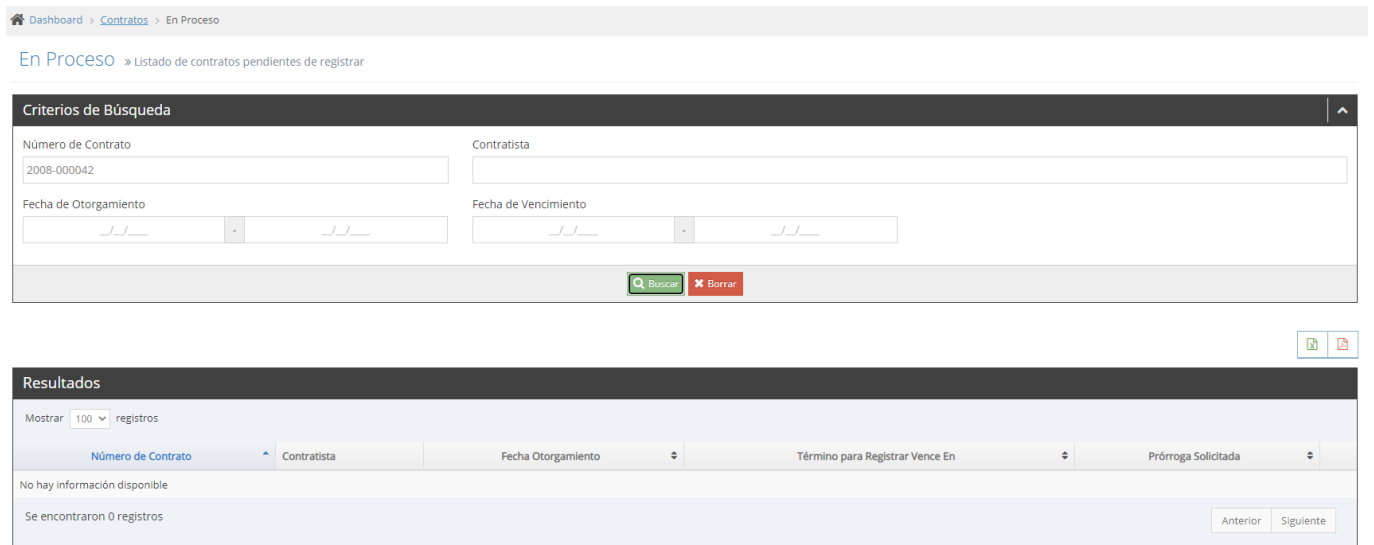 Dashboard > Contratos > En Proceso
En Proceso » Listado de contratos pendientes de registrar
Criterios de Búsqueda
Número de Contrato Contratista
2008-000042
Fecha de Otorgamiento Fecha de Vencimiento
__/__/____ - __/__/____ __/__/____ - __/__/____
Buscar Borrar
Resultados
Mostrar 100 registros
Número de Contrato Contratista Fecha Otorgamiento Término para Registrar Vence En Prórroga Solicitada
No hay información disponible
Se encontraron 0 registros Anterior Siguiente